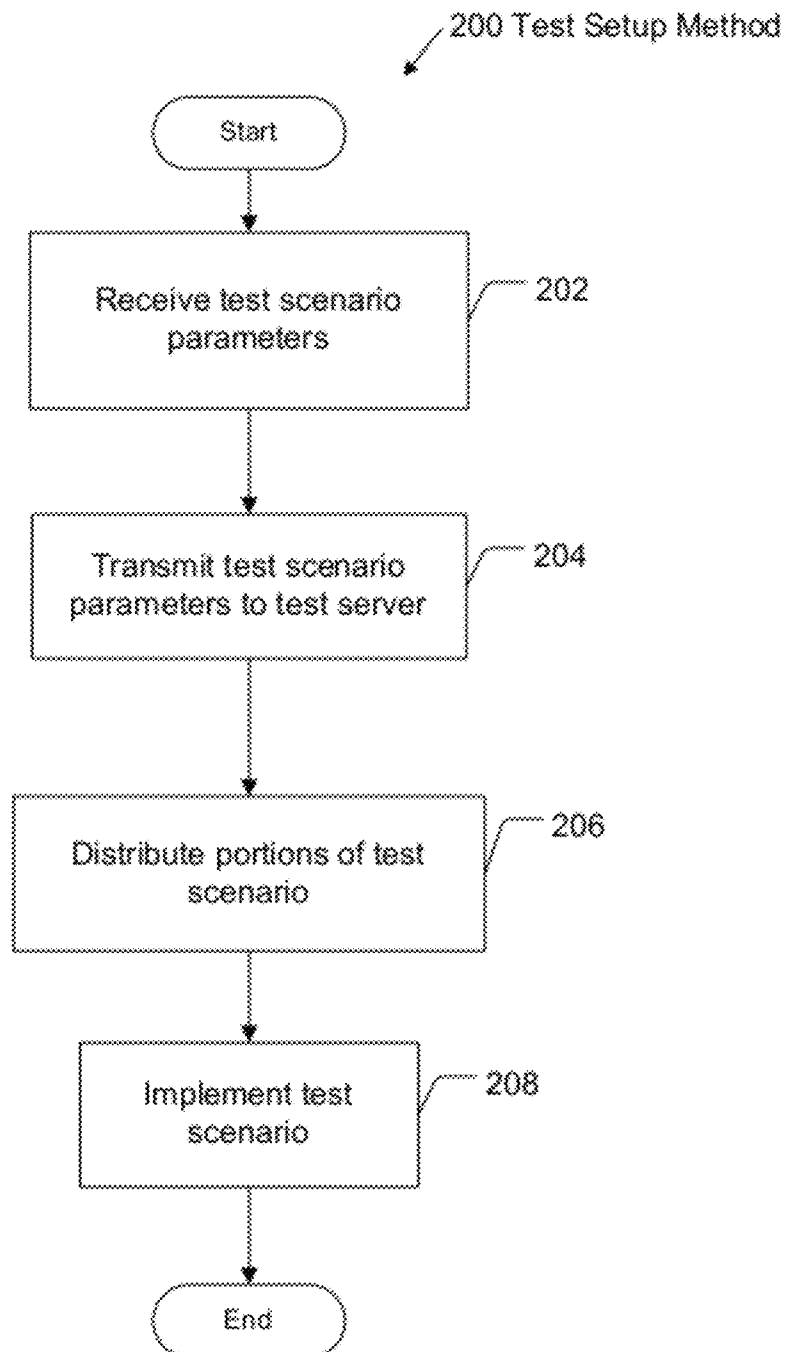 200 Test Setup Method
Start
Receive test scenario
parameters
202
Transmit test scenario
parameters to test server
204
Distribute portions of test
scenario
206
Implement test
scenario
208
End